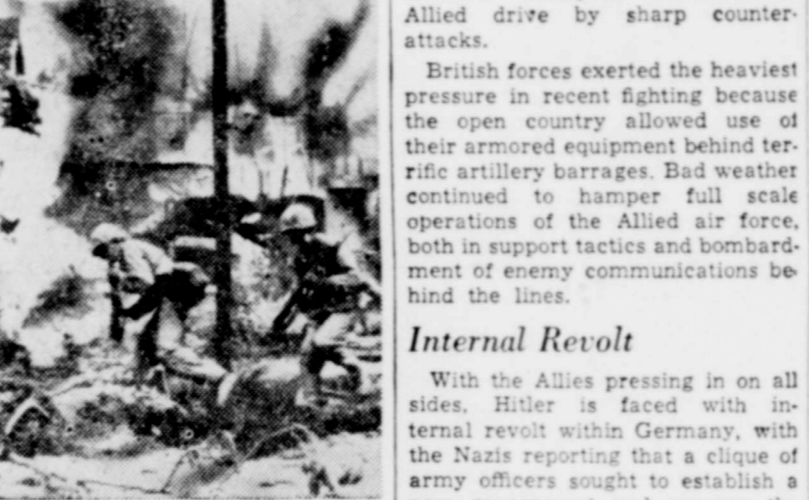 Allied drive by sharp counter-
attacks.
British forces exerted the heaviest
pressure in recent fighting because
the open country allowed use of
their armored equipment behind ter-
rific artillery barrages. Bad weather
continued to hamper full scale
operations of the Allied air force,
both in support tactics and bombard-
ment of enemy communications be-
hind the lines.
Internal Revolt
With the Allies pressing in on all
sides, Hitler is faced with in-
ternal revolt within Germany, with
the Nazis reporting that a clique of
army officers sought to establish a